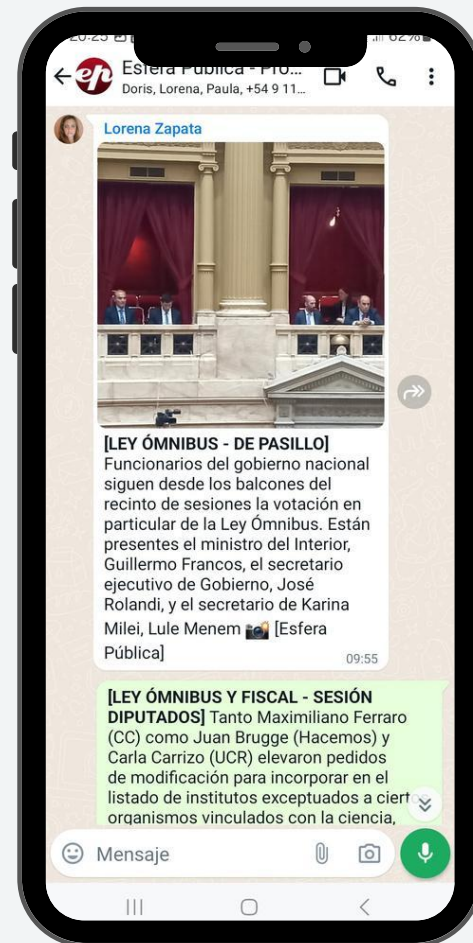 20:25
62%
ep
Esfera Pública - Pro...
Doris, Lorena, Paula, +54 9 11...
Lorena Zapata
[LEY ÓMNIBUS - DE PASILLO]
Funcionarios del gobierno nacional
siguen desde los balcones del
recinto de sesiones la votación en
particular de la Ley Ómnibus. Están
presentes el ministro del Interior,
Guillermo Francos, el secretario
ejecutivo de Gobierno, José
Rolandi, y el secretario de Karina
Milei, Lule Menem 📸 [Esfera
Pública]
09:55
[LEY ÓMNIBUS Y FISCAL - SESIÓN
DIPUTADOS] Tanto Maximiliano Ferraro
(CC) como Juan Brugge (Hacemos) y
Carla Carrizo (UCR) elevaron pedidos
de modificación para incorporar en el
listado de institutos exceptuados a ciertos
organismos vinculados con la ciencia,
Mensaje